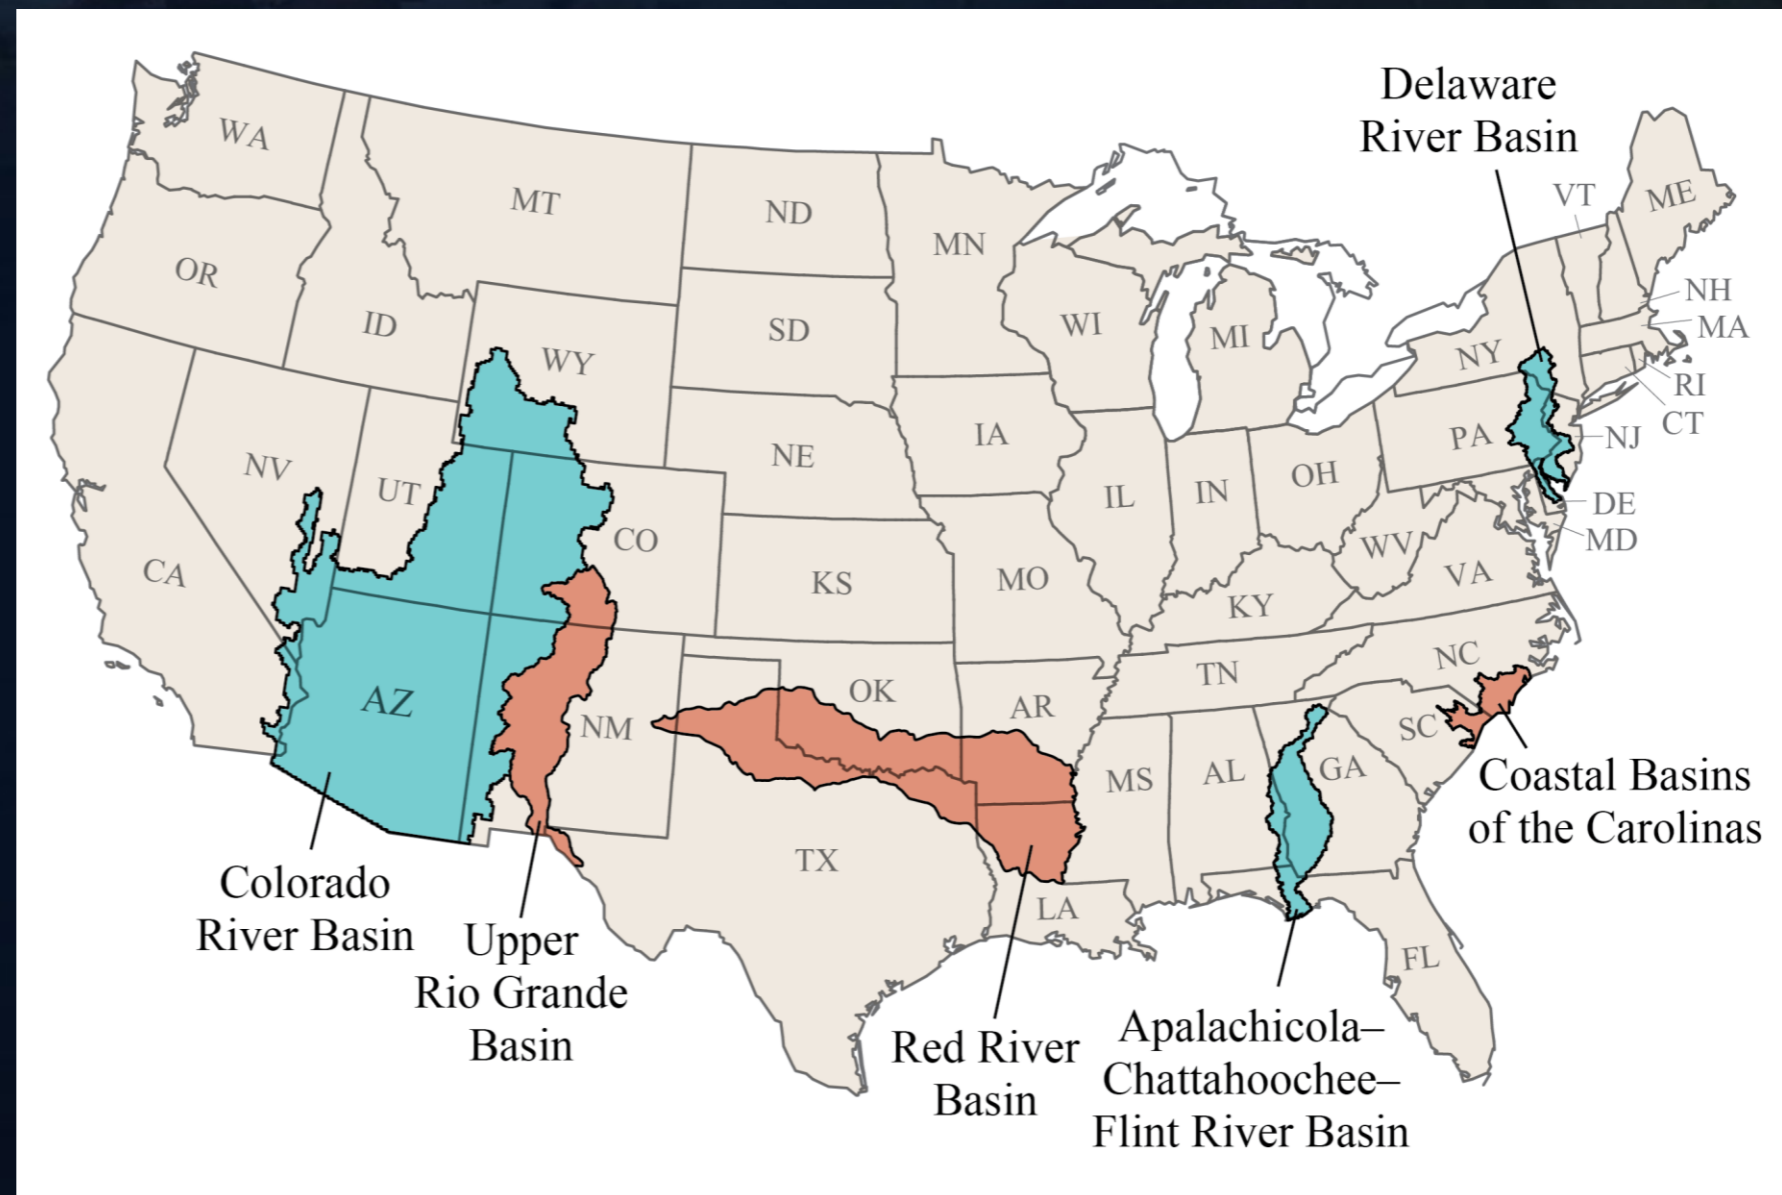 Delaware
River Basin
WA
MT
ND
MN
VT
ME
OR
ID
WY
SD
WI
MI
NY
NH
MA
RI
CT
NV
UT
CO
NE
IA
IL
IN
OH
PA
NJ
DE
MD
CA
KS
MO
WV
VA
KY
AZ
NM
OK
AR
TN
NC
SC
TX
LA
MS
AL
GA
FL
Coastal Basins
of the Carolinas
Colorado
River Basin
Upper
Rio Grande
Basin
Red River
Basin
Apalachicola–
Chattahoochee–
Flint River Basin